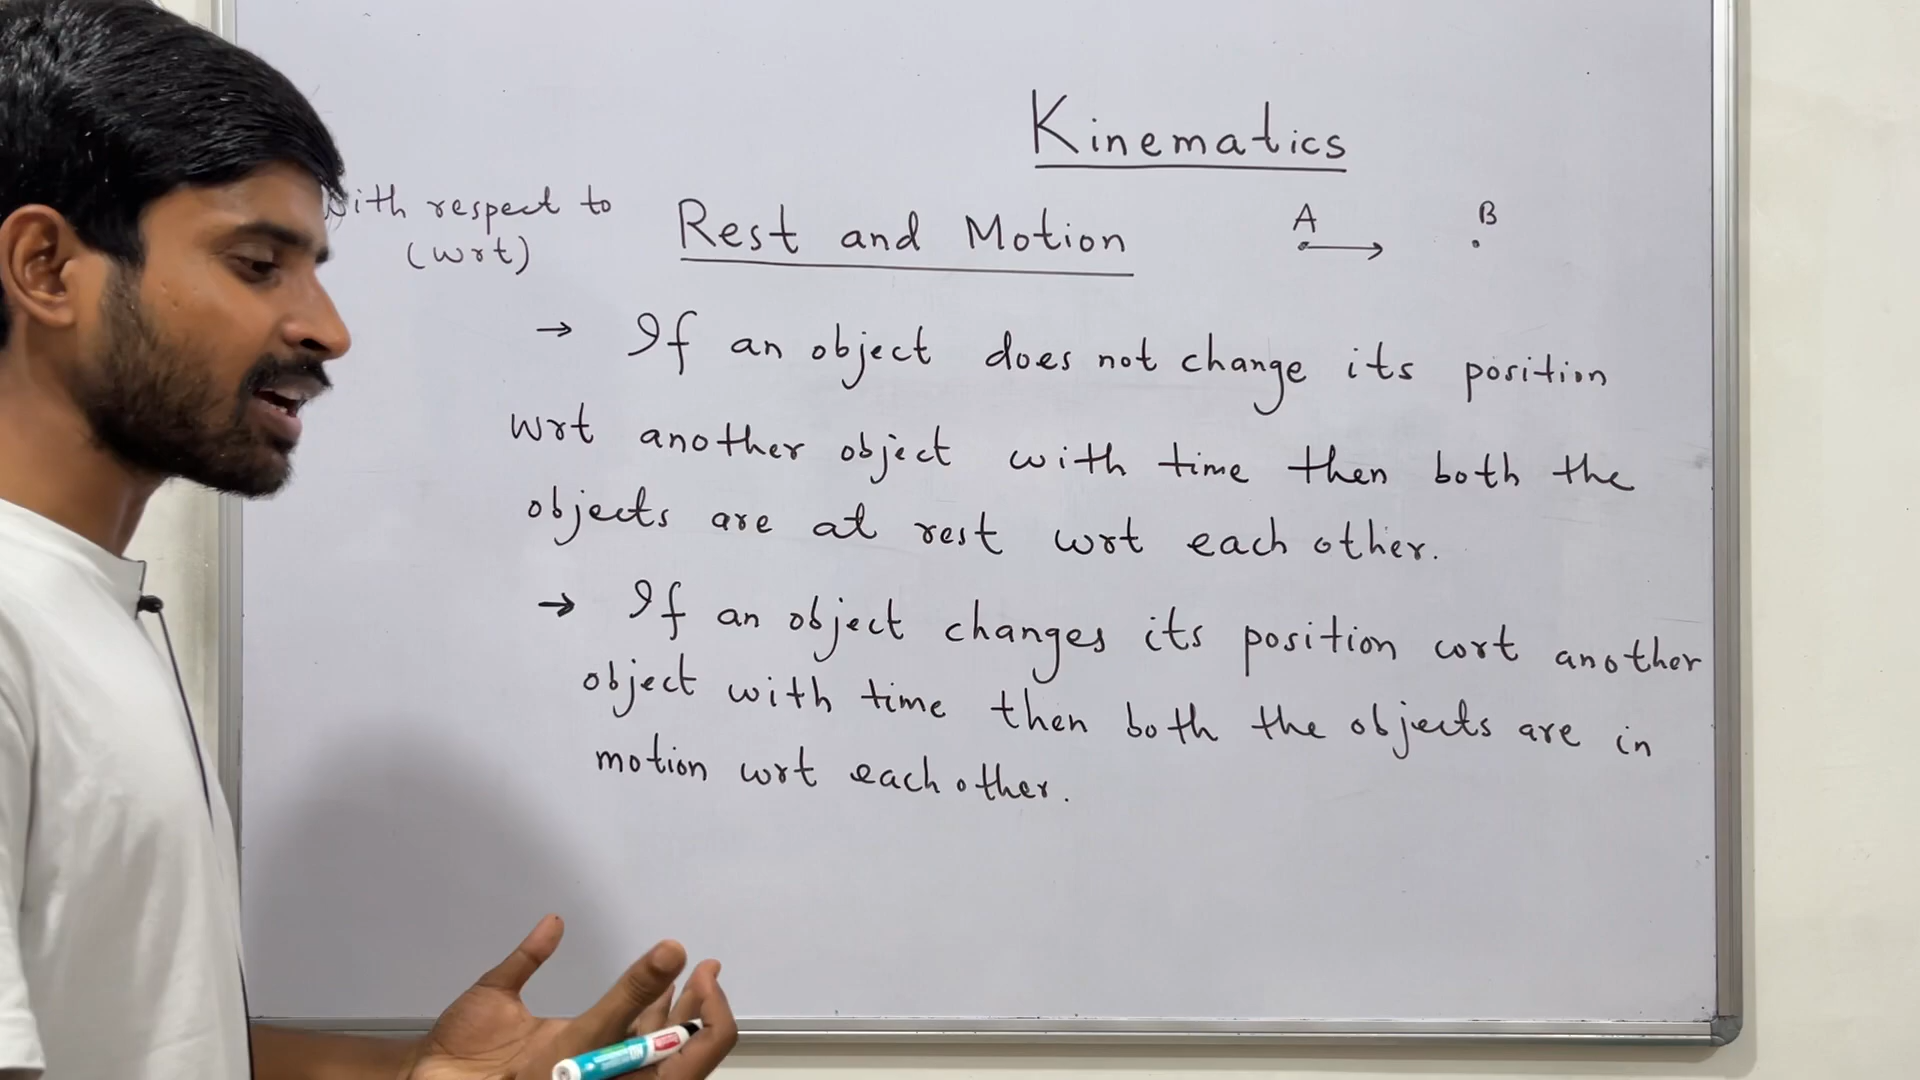 Kinematics
with respect to
(wrt)
Rest and Motion
A B
→ If an object does not change its position
wrt another object with time then both the
objects are at rest wrt each other.
→ If an object changes its position wrt another
object with time then both the objects are in
motion wrt each other.